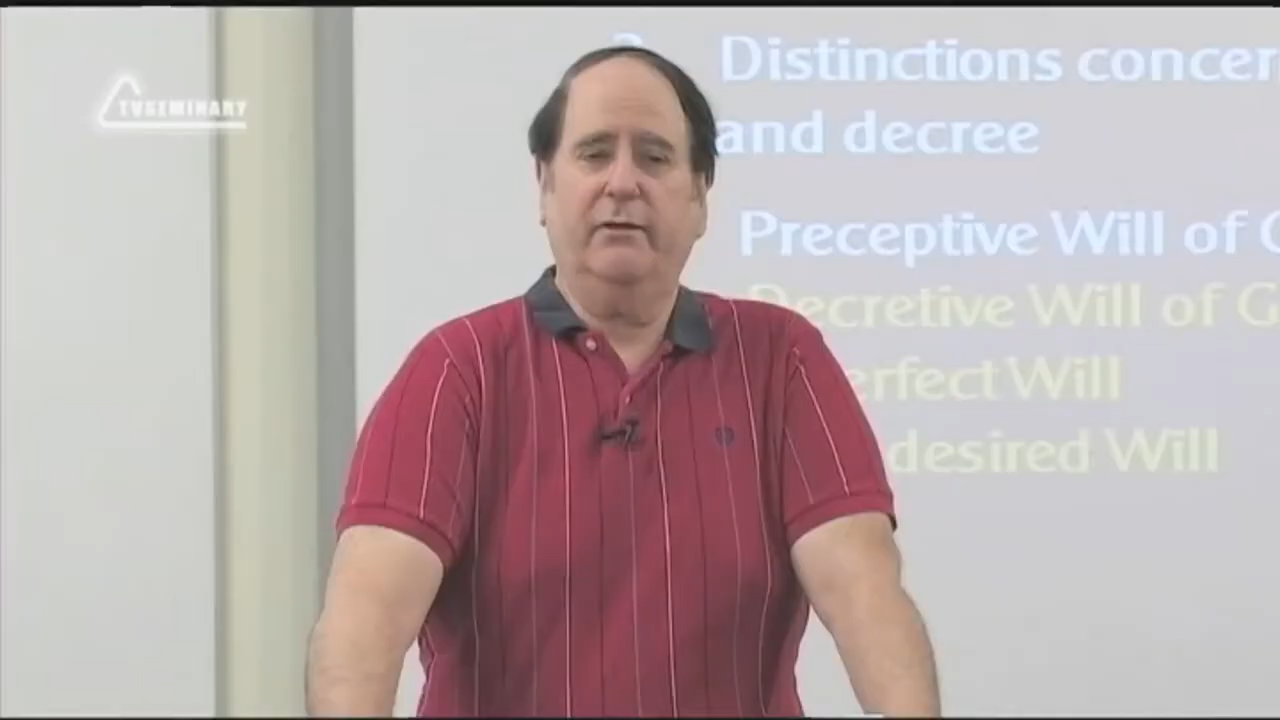 TVSEMINARY
Distinctions concer
and decree
Preceptive Will of G
Decretive Will of G
erfect Will
desired Will